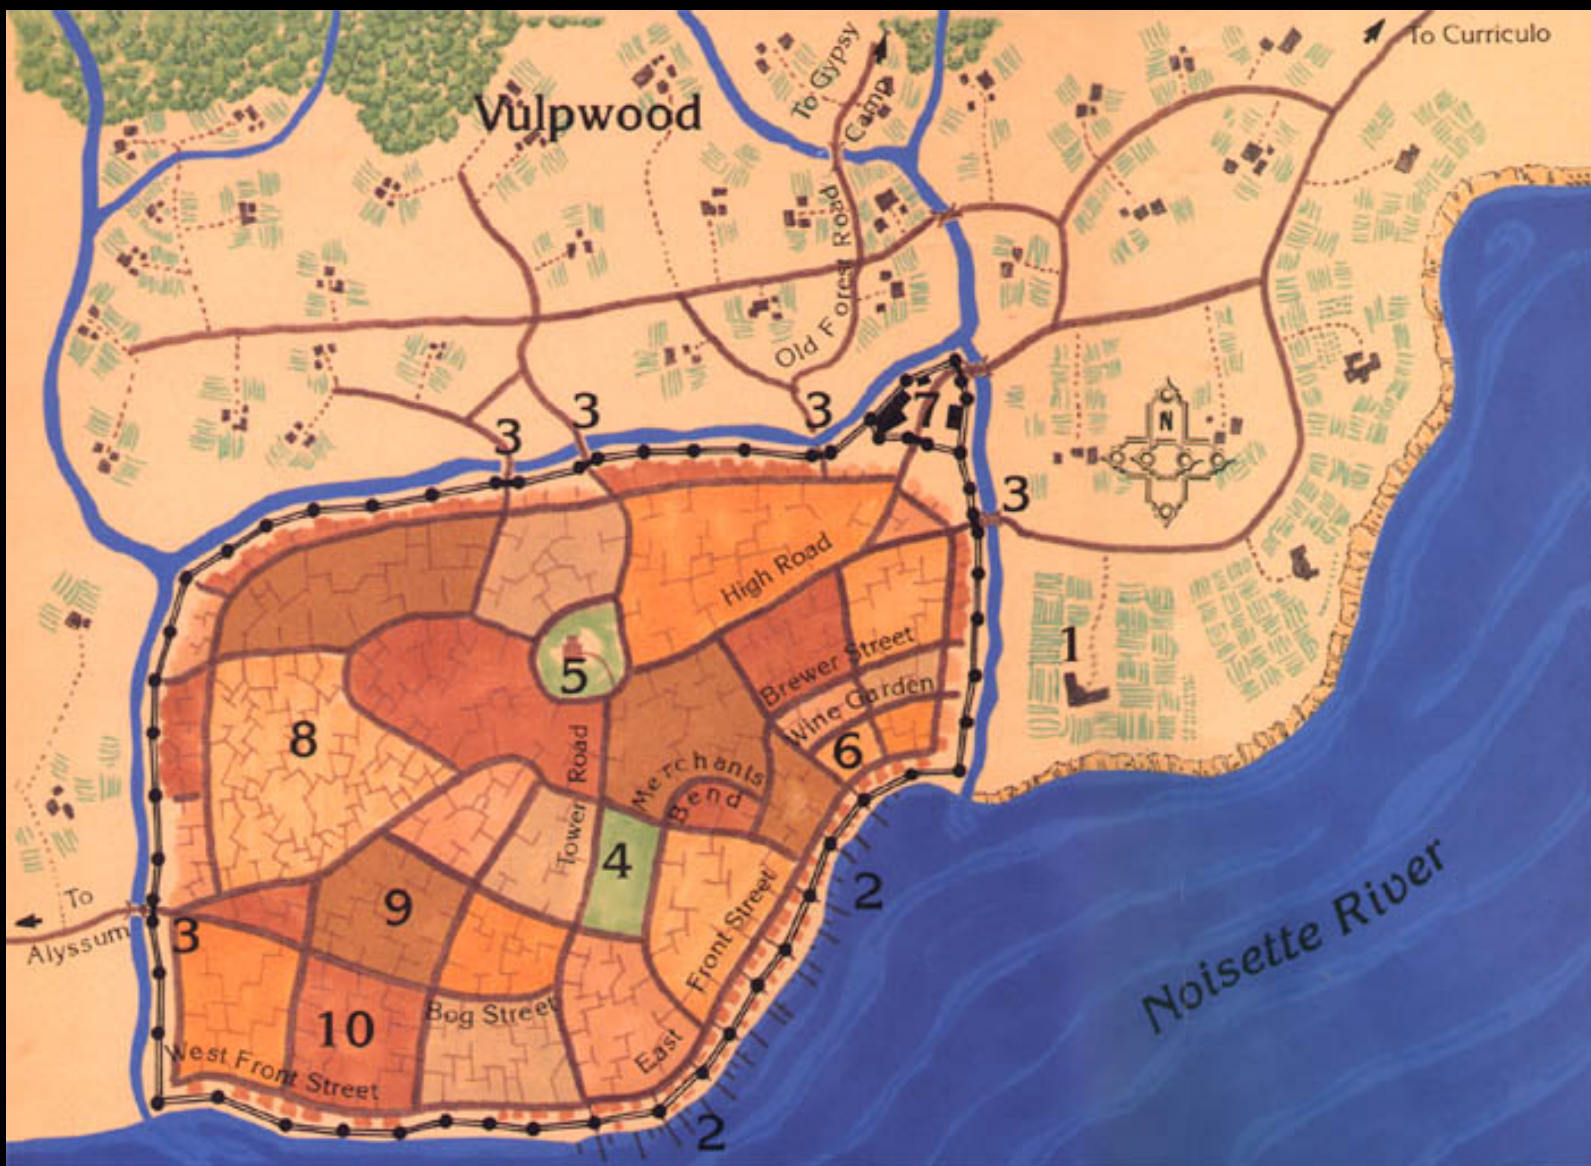 To Curriculo
To Gypsy
Camp
Vulpwood
Old Forest Road
3
3
3
7
N
3
High Road
1
Brewer Street
5
Wine Garden
8
6
Tower Road
Merchants
Bend
4
2
9
To
Alyssum
3
Front Street
Noisette River
10
Bog Street
East
West Front Street
2